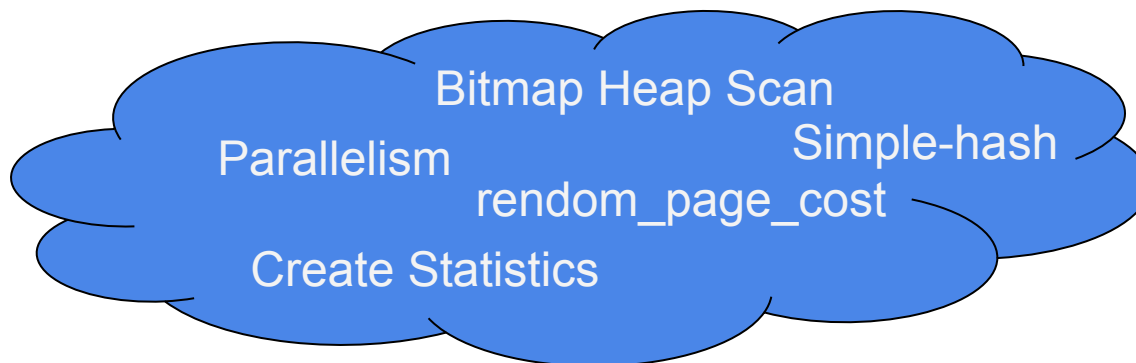 Bitmap Heap Scan
Simple-hash
Parallelism
rendom_page_cost
Create Statistics